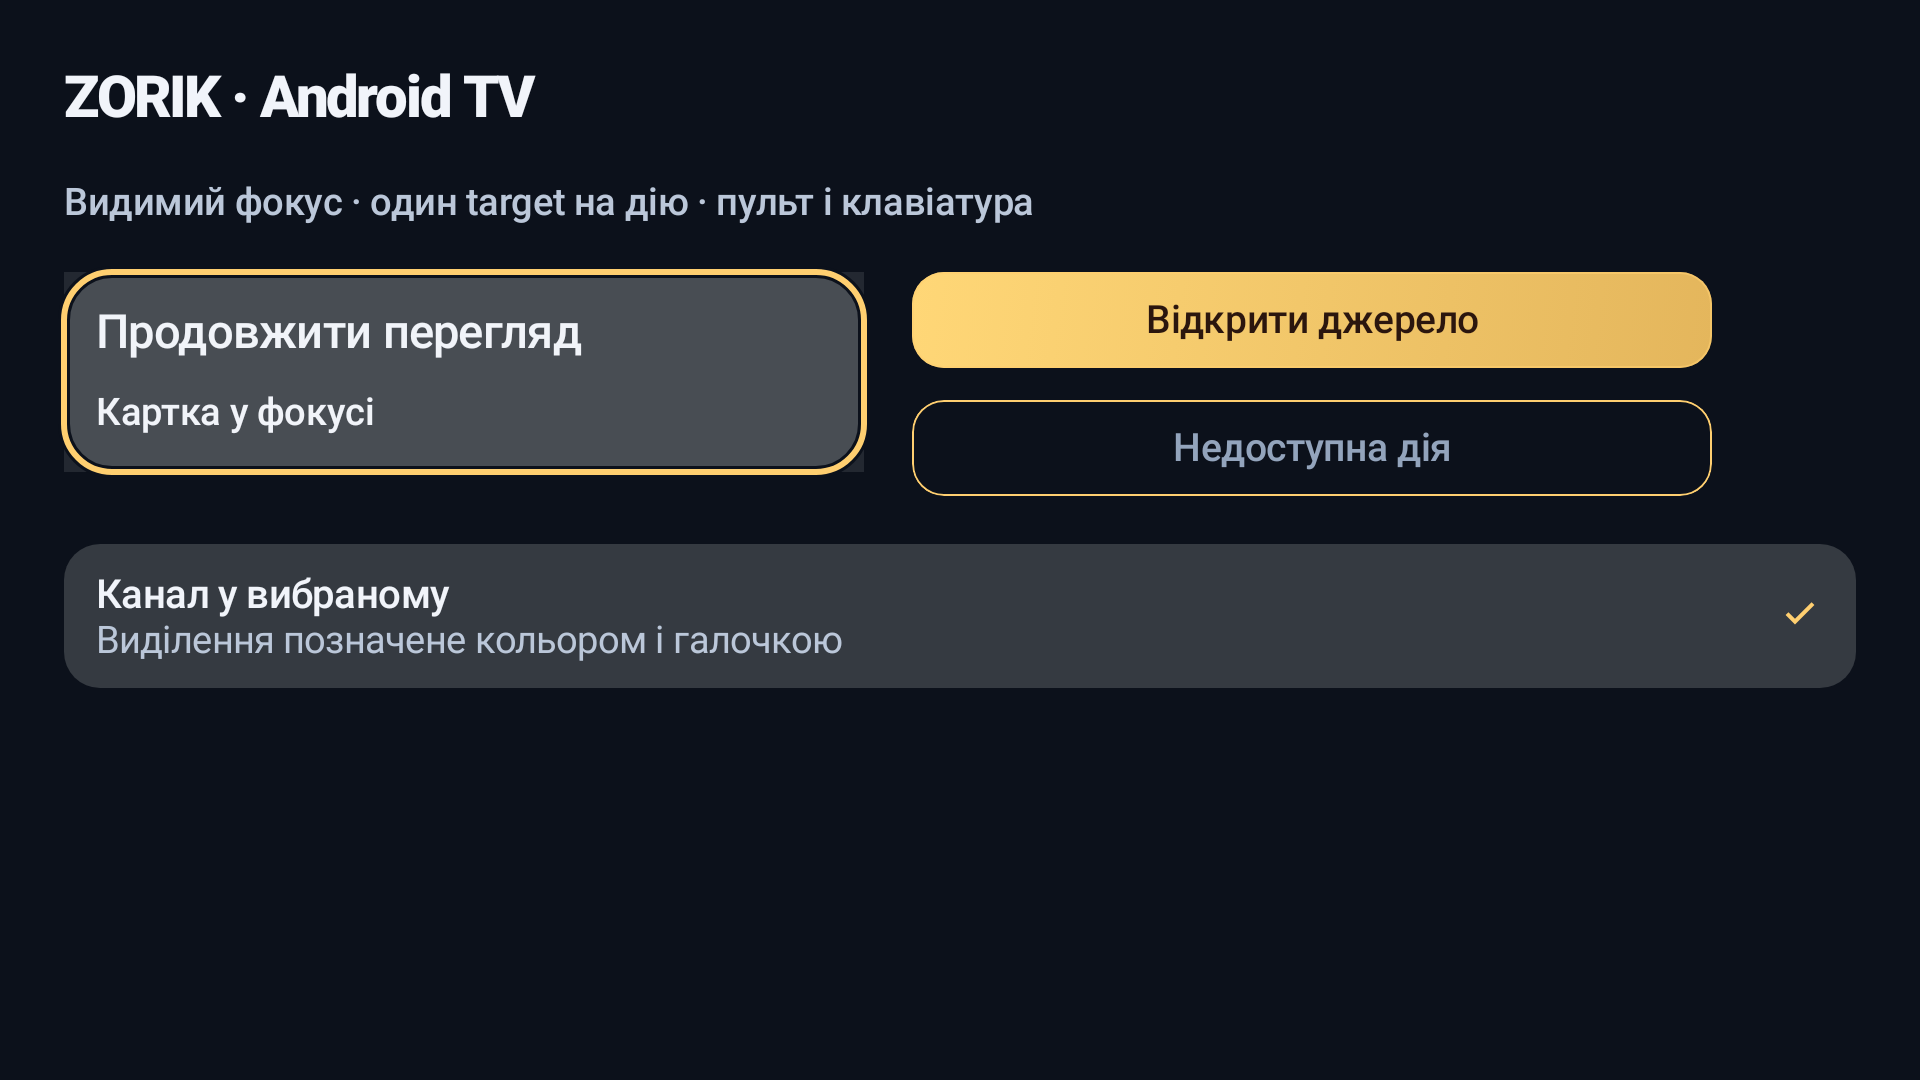 ZORIK · Android TV
Видимий фокус · один target на дію · пульт і клавіатура
Продовжити перегляд
Картка у фокусі
Відкрити джерело
Недоступна дія
Канал у вибраному
Виділення позначене кольором і галочкою